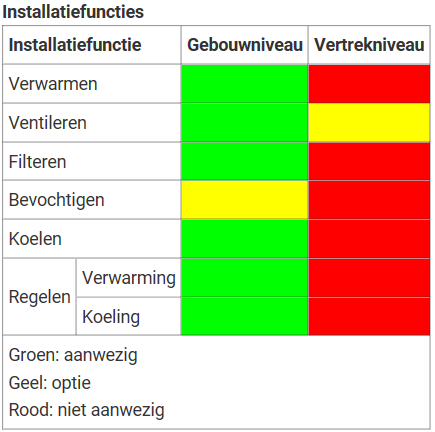 Installatiefuncties
Installatiefunctie Gebouwniveau Vertrekniveau
Verwarmen
Ventileren
Filteren
Bevochtigen
Koelen
Regelen Verwarming
Koeling
Groen: aanwezig
Geel: optie
Rood: niet aanwezig